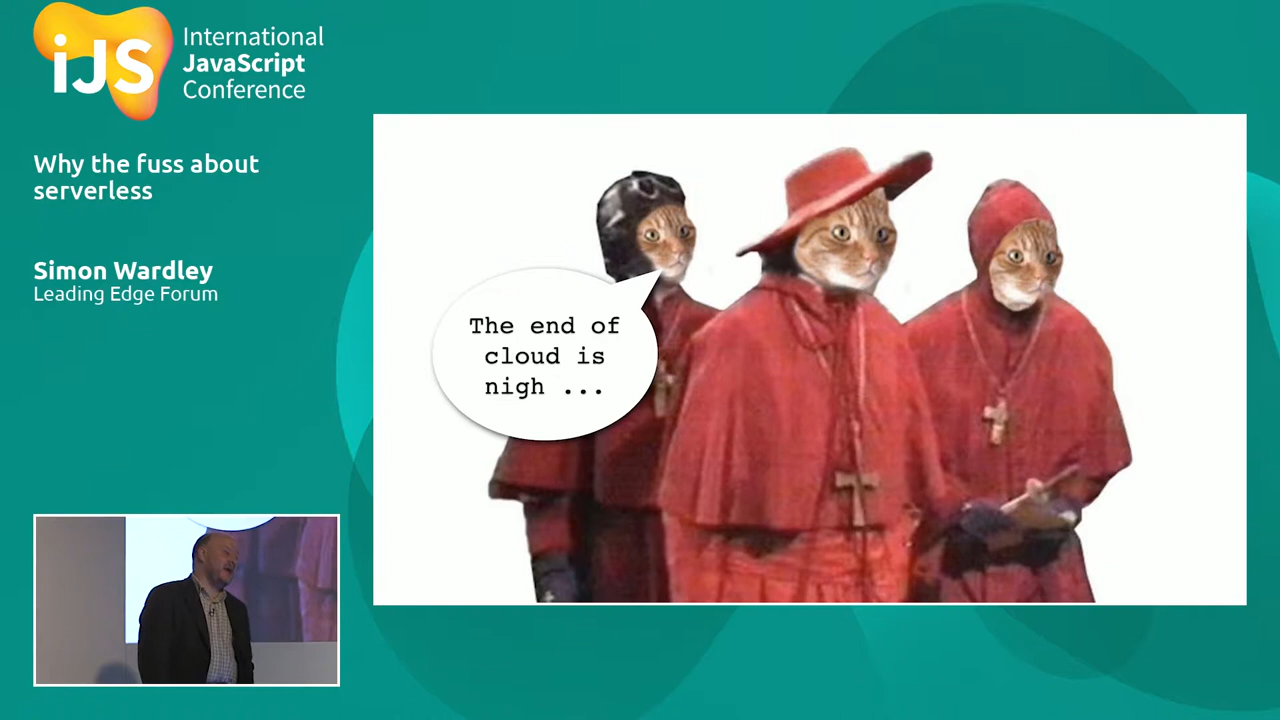 iJS
International
JavaScript
Conference
Why the fuss about
serverless
Simon Wardley
Leading Edge Forum
The end of
cloud is
nigh ...